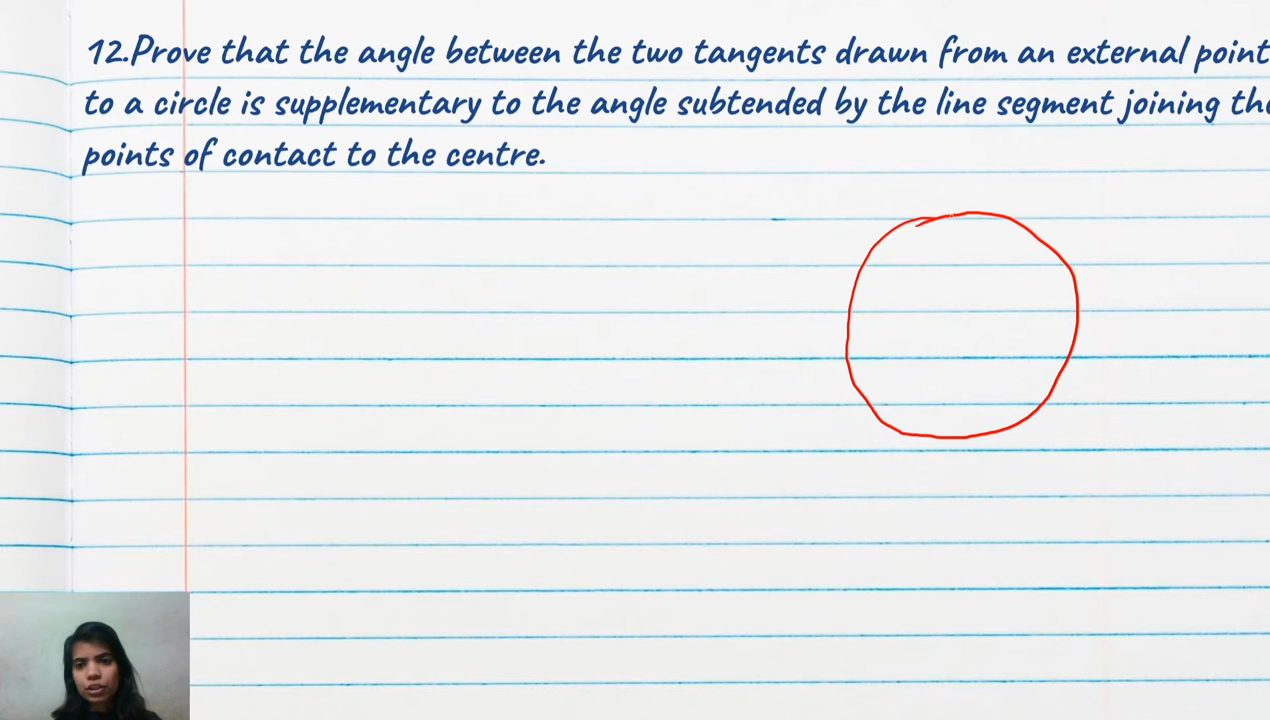 12.Prove that the angle between the two tangents drawn from an external point
to a circle is supplementary to the angle subtended by the line segment joining the
points of contact to the centre.